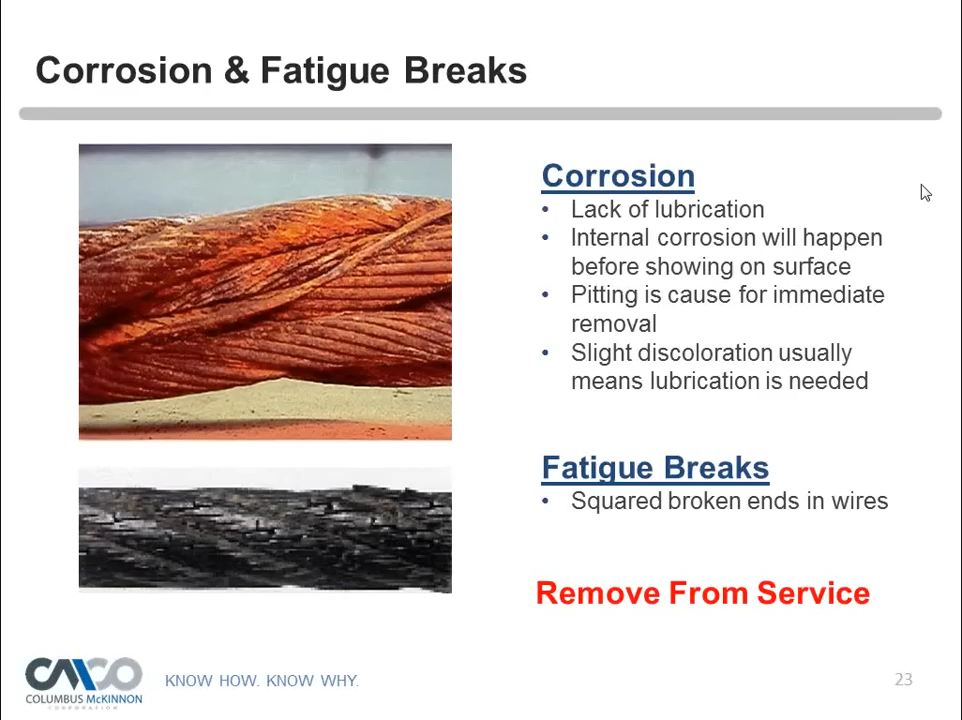 Corrosion & Fatigue Breaks
Corrosion
• Lack of lubrication
• Internal corrosion will happen
before showing on surface
• Pitting is cause for immediate
removal
• Slight discoloration usually
means lubrication is needed
Fatigue Breaks
• Squared broken ends in wires
Remove From Service
CMCO
COLUMBUS McKINNON
CORPORATION
KNOW HOW. KNOW WHY.
23